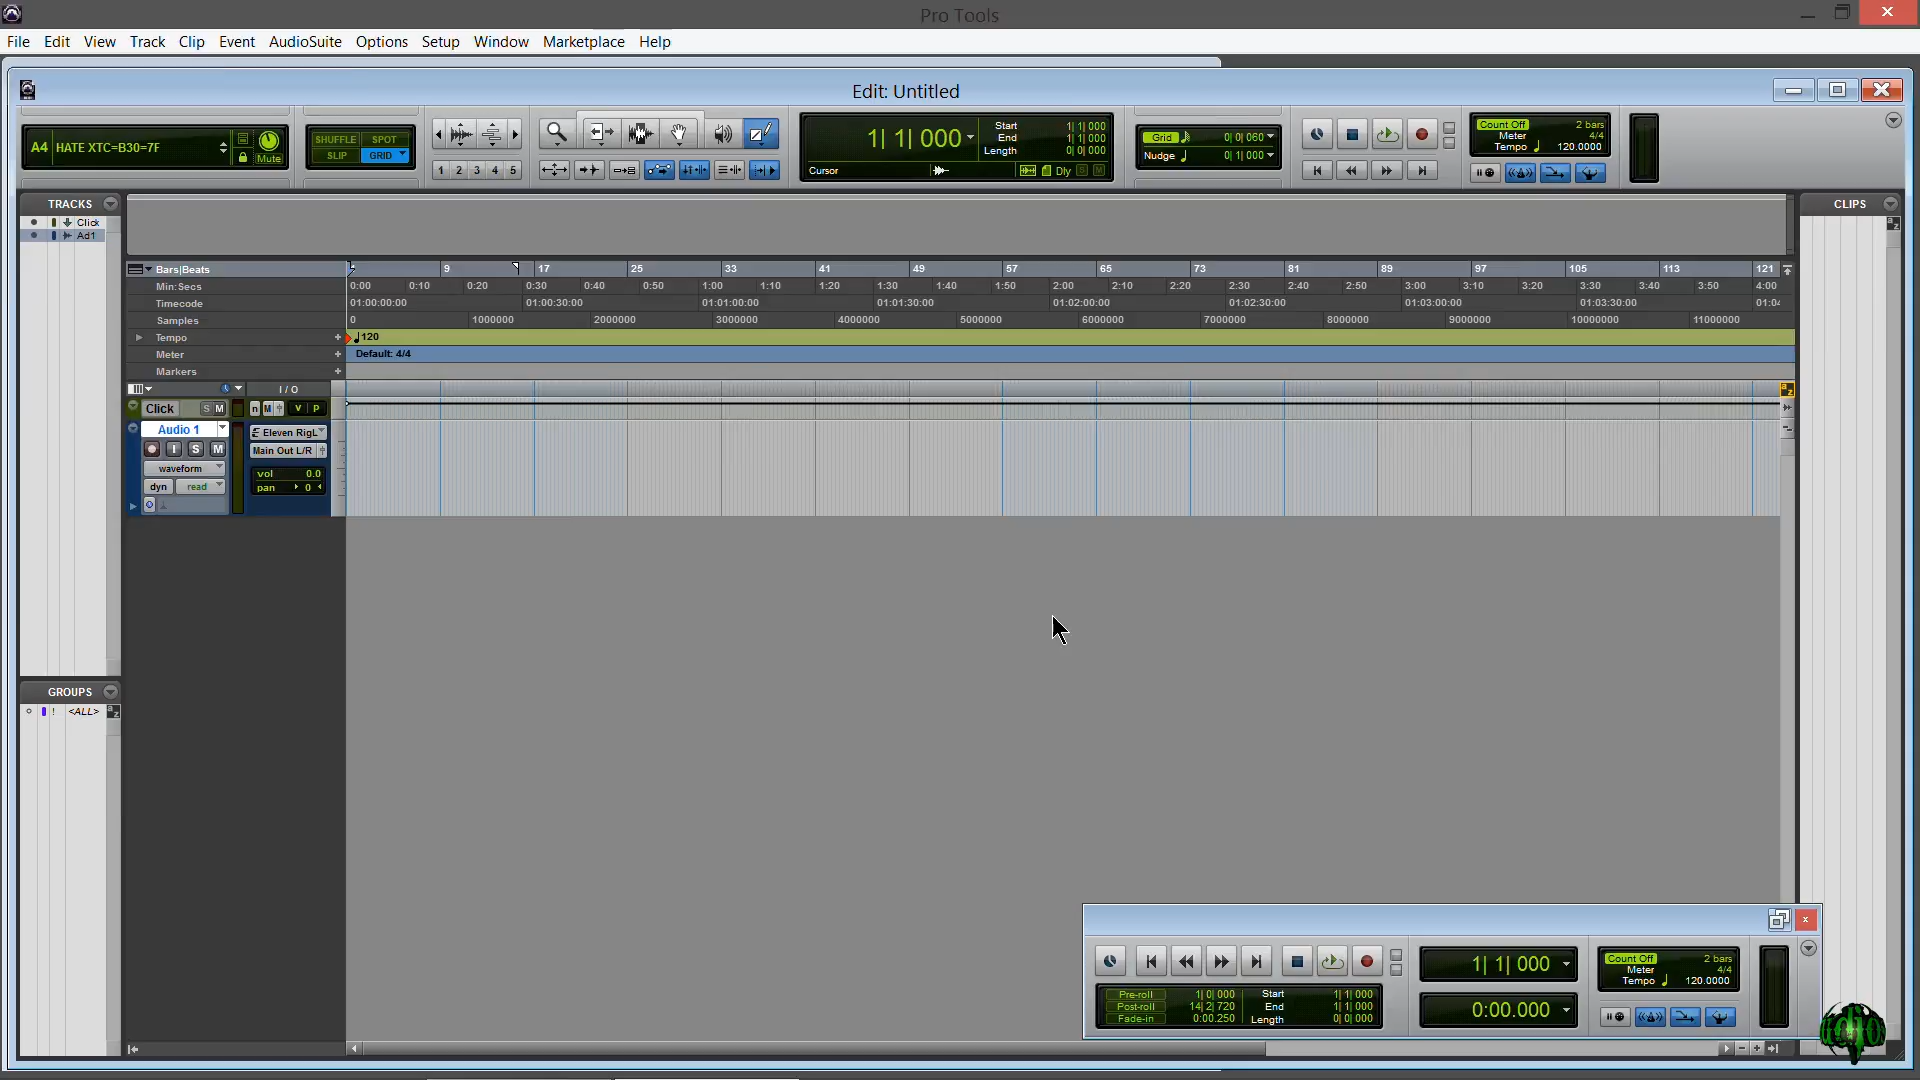 Pro Tools
File Edit View Track Clip Event AudioSuite Options Setup Window Marketplace Help
Edit: Untitled
A4 HATE XTC=B30=7F
Mute
SHUFFLE SPOT
SLIP GRID
1 2 3 4 5
1| 1| 000
Start 1| 1| 000
End 1| 1| 000
Length 0| 0| 000
Cursor
Dly S M
Grid 0| 0| 060
Nudge 0| 1| 000
Count Off 2 bars
Meter 4/4
Tempo 120.0000
TRACKS
Click
Ad1
CLIPS
Bars|Beats 9 17 25 33 41 49 57 65 73 81 89 97 105 113 121
Min:Secs 0:00 0:10 0:20 0:30 0:40 0:50 1:00 1:10 1:20 1:30 1:40 1:50 2:00 2:10 2:20 2:30 2:40 2:50 3:00 3:10 3:20 3:30 3:40 3:50 4:00
Timecode 01:00:00:00 01:00:30:00 01:01:00:00 01:01:30:00 01:02:00:00 01:02:30:00 01:03:00:00 01:03:30:00 01:04
Samples 0 1000000 2000000 3000000 4000000 5000000 6000000 7000000 8000000 9000000 10000000 11000000
Tempo + 120
Meter + Default: 4/4
Markers +
I / O
Click S M n M V P
Audio 1 Eleven RigL
I S M Main Out L/R
waveform
vol 0.0
dyn read pan 0
GROUPS
! <ALL>
1| 1| 000
Count Off 2 bars
Meter 4/4
Tempo 120.0000
Pre-roll 1| 0| 000
Post-roll 14| 2| 720
Fade-in 0:00.250
Start 1| 1| 000
End 1| 1| 000
Length 0| 0| 000
0:00.000